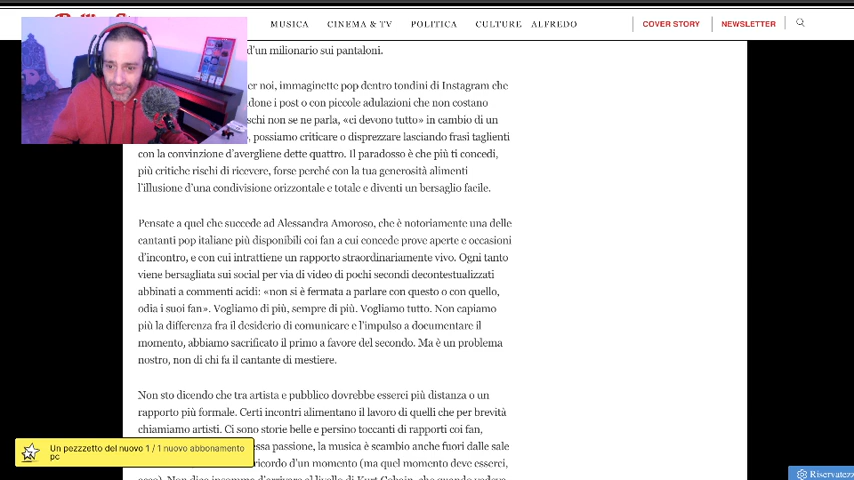 MUSICA CINEMA & TV POLITICA CULTURE ALFREDO COVER STORY NEWSLETTER
d'un milionario sui pantaloni.
noi, immaginette pop dentro tondini di Instagram che
i post o con piccole adulazioni che non costano
non se ne parla, «ci devono tutto» in cambio di un
possiamo criticare o disprezzare lasciando frasi taglienti
con la convinzione d'avergliene dette quattro. Il paradosso è che più ti concedi,
più critiche rischi di ricevere, forse perché con la tua generosità alimenti
l'illusione d'una condivisione orizzontale e totale e diventi un bersaglio facile.
Pensate a quel che succede ad Alessandra Amoroso, che è notoriamente una delle
cantanti pop italiane più disponibili coi fan a cui concede prove aperte e occasioni
d'incontro, e con cui intrattiene un rapporto straordinariamente vivo. Ogni tanto
viene bersagliata sui social per via di video di pochi secondi decontestualizzati
abbinati a commenti acidi: «non si è fermata a parlare con questo o con quello,
odia i suoi fan». Vogliamo di più, sempre di più. Vogliamo tutto. Non capiamo
più la differenza fra il desiderio di comunicare e l'impulso a documentare il
momento, abbiamo sacrificato il primo a favore del secondo. Ma è un problema
nostro, non di chi fa il cantante di mestiere.
Non sto dicendo che tra artista e pubblico dovrebbe esserci più distanza o un
rapporto più formale. Certi incontri alimentano il lavoro di quelli che per brevità
chiamiamo artisti. Ci sono storie belle e persino toccanti di rapporti coi fan,
essa passione, la musica è scambio anche fuori dalle sale
ricordo d'un momento (ma quel momento deve esserci,
Un pezzzetto del nuovo 1 / 1 nuovo abbonamento
pc
Riservatezz